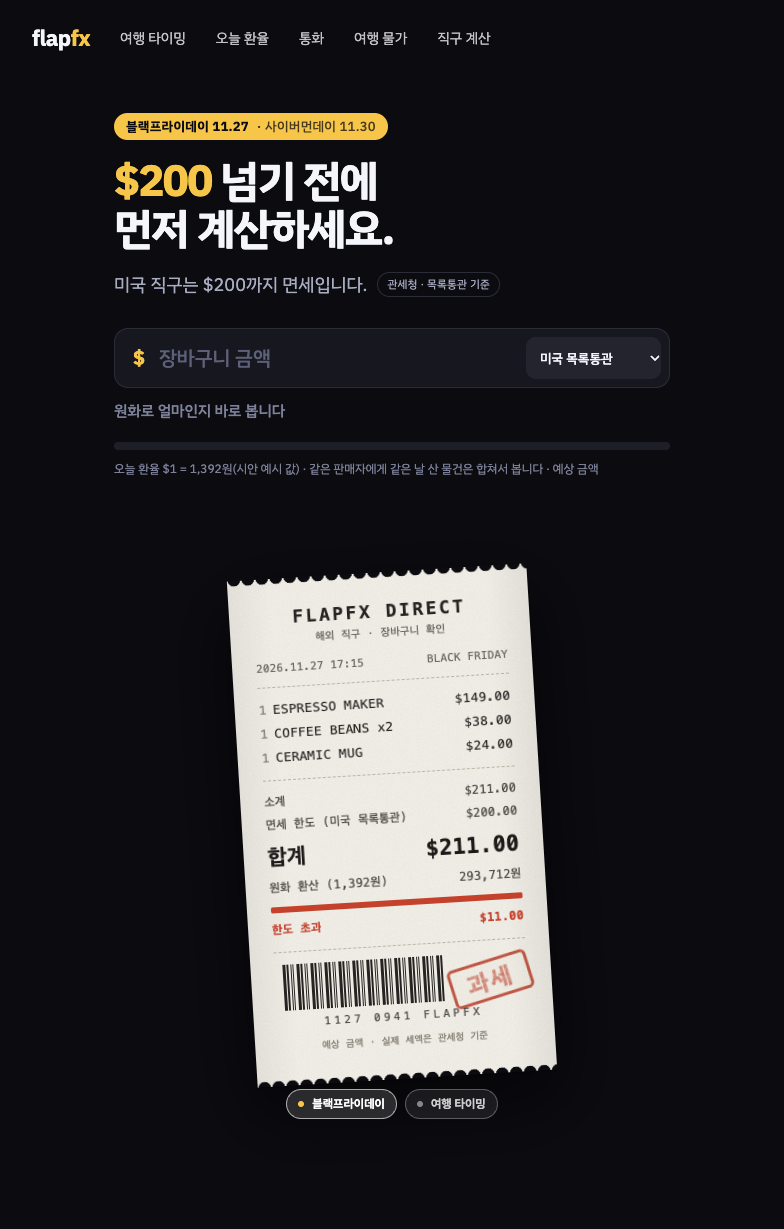 flapfx 여행 타이밍 오늘 환율 통화 여행 물가 직구 계산
블랙프라이데이 11.27 · 사이버먼데이 11.30
$200 넘기 전에
먼저 계산하세요.
미국 직구는 $200까지 면세입니다. 관세청 · 목록통관 기준
$ 장바구니 금액 미국 목록통관
원화로 얼마인지 바로 봅니다
오늘 환율 $1 = 1,392원(시안 예시 값) · 같은 판매자에게 같은 날 산 물건은 합쳐서 봅니다 · 예상 금액
FLAPFX DIRECT
해외 직구 · 장바구니 확인
2026.11.27 17:15 BLACK FRIDAY
1 ESPRESSO MAKER $149.00
1 COFFEE BEANS x2 $38.00
1 CERAMIC MUG $24.00
소계 $211.00
면세 한도 (미국 목록통관) $200.00
합계 $211.00
원화 환산 (1,392원) 293,712원
한도 초과 $11.00
과세
1127 0941 FLAPFX
예상 금액 · 실제 세액은 관세청 기준
블랙프라이데이 여행 타이밍